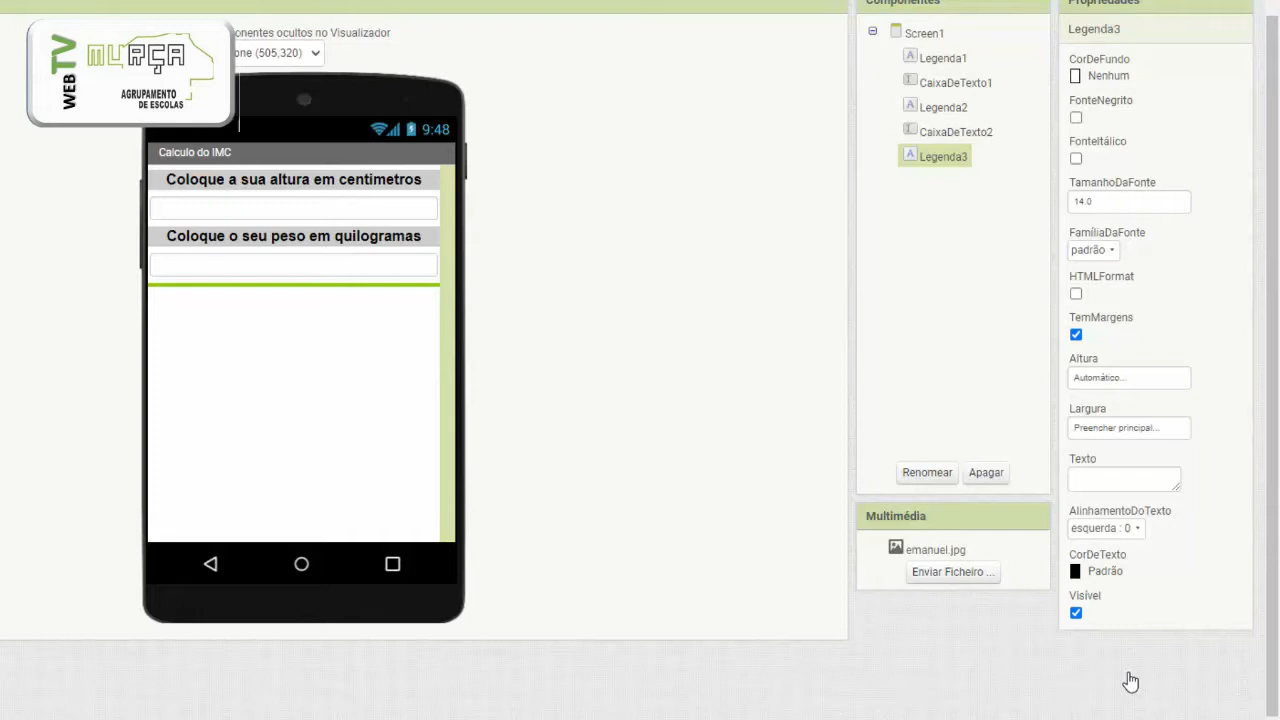 Componentes
Propriedades
ponentes ocultos no Visualizador
one (505,320)
WEB TV
MURÇA
AGRUPAMENTO
DE ESCOLAS
9:48
Calculo do IMC
Coloque a sua altura em centimetros
Coloque o seu peso em quilogramas
Screen1
Legenda1
CaixaDeTexto1
Legenda2
CaixaDeTexto2
Legenda3
Renomear
Apagar
Multimédia
emanuel.jpg
Enviar Ficheiro ...
Legenda3
CorDeFundo
Nenhum
FonteNegrito
FonteItálico
TamanhoDaFonte
14.0
FamíliaDaFonte
padrão
HTMLFormat
TemMargens
Altura
Automático...
Largura
Preencher principal...
Texto
AlinhamentoDoTexto
esquerda : 0
CorDeTexto
Padrão
Visível